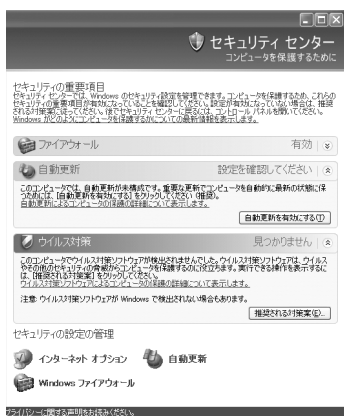 セキュリティ センター
コンピュータを保護するために
セキュリティの重要項目
セキュリティ センターでは、Windows のセキュリティ設定を管理できます。コンピュータを保護するため、これらの
セキュリティの重要項目が有効になっていることを確認してください。設定が有効になっていない場合は、推奨
される対策案に従ってください。後でセキュリティ センターに戻るには、コントロール パネルを開いてください。
Windows がどのようにコンピュータを保護するかについての最新情報を表示します。
ファイアウォール 有効
自動更新 設定を確認してください
このコンピュータでは、自動更新が未構成です。重要な更新でコンピュータを自動的に最新の状態に保
つためには、[自動更新を有効にする] をクリックしてください (推奨)。
自動更新によるコンピュータの保護の詳細について表示します。
自動更新を有効にする(T)
ウイルス対策 見つかりません
このコンピュータでウイルス対策ソフトウェアが検出されませんでした。ウイルス対策ソフトウェアは、ウイルス
やその他のセキュリティの脅威からコンピュータを保護するのに役立ちます。実行できる操作を表示するに
は、[推奨される対策案] をクリックしてください。
ウイルス対策ソフトウェアによるコンピュータの保護の詳細について表示します。
注意: ウイルス対策ソフトウェアが Windows で検出されない場合もあります。
推奨される対策案(E)...
セキュリティの設定の管理
インターネット オプション 自動更新
Windows ファイアウォール
プライバシーに関する声明をお読みください。